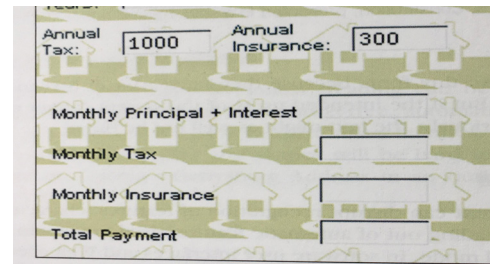 Annual Tax: 1000 Annual Insurance: 300
Monthly Principal + Interest
Monthly Tax
Monthly Insurance
Total Payment